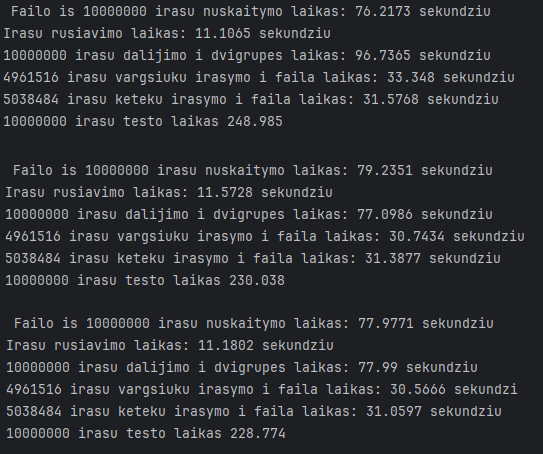 Failo is 10000000 irasu nuskaitymo laikas: 76.2173 sekundziu
Irasu rusiavimo laikas: 11.1065 sekundziu
10000000 irasu dalijimo i dvigrupes laikas: 96.7365 sekundziu
4961516 irasu vargsiuku irasymo i faila laikas: 33.348 sekundziu
5038484 irasu keteku irasymo i faila laikas: 31.5768 sekundziu
10000000 irasu testo laikas 248.985
Failo is 10000000 irasu nuskaitymo laikas: 79.2351 sekundziu
Irasu rusiavimo laikas: 11.5728 sekundziu
10000000 irasu dalijimo i dvigrupes laikas: 77.0986 sekundziu
4961516 irasu vargsiuku irasymo i faila laikas: 30.7434 sekundziu
5038484 irasu keteku irasymo i faila laikas: 31.3877 sekundziu
10000000 irasu testo laikas 230.038
Failo is 10000000 irasu nuskaitymo laikas: 77.9771 sekundziu
Irasu rusiavimo laikas: 11.1802 sekundziu
10000000 irasu dalijimo i dvigrupes laikas: 77.99 sekundziu
4961516 irasu vargsiuku irasymo i faila laikas: 30.5666 sekundzi
5038484 irasu keteku irasymo i faila laikas: 31.0597 sekundziu
10000000 irasu testo laikas 228.774